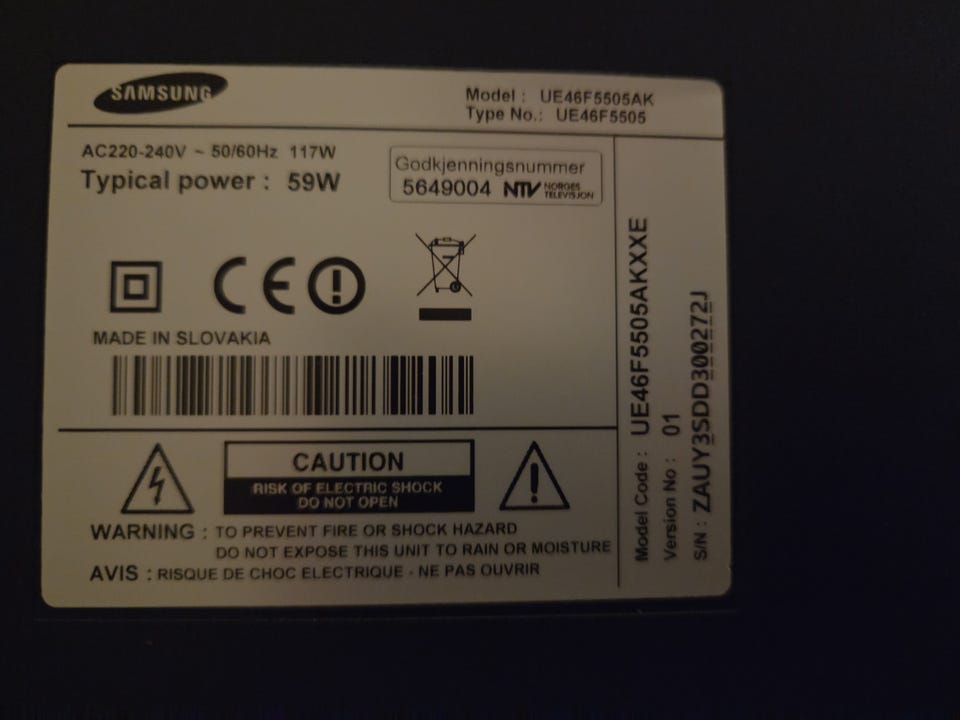 SAMSUNG
Model : UE46F5505AK
Type No.: UE46F5505
AC220-240V ~ 50/60Hz 117W
Typical power : 59W
Godkjenningsnummer
5649004 NTV NORGES
TELEVISJON
CE
MADE IN SLOVAKIA
CAUTION
RISK OF ELECTRIC SHOCK
DO NOT OPEN
WARNING : TO PREVENT FIRE OR SHOCK HAZARD
DO NOT EXPOSE THIS UNIT TO RAIN OR MOISTURE
AVIS : RISQUE DE CHOC ELECTRIQUE - NE PAS OUVRIR
Model Code : UE46F5505AKXXE
Version No : 01
S/N : ZAUY3SDD300272J